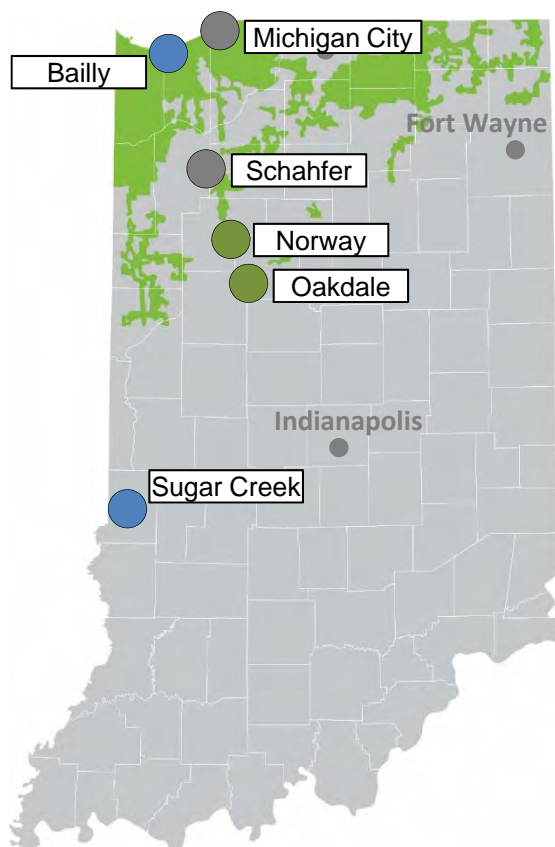 Michigan City
Bailly
Fort Wayne
Schahfer
Norway
Oakdale
Indianapolis
Sugar Creek